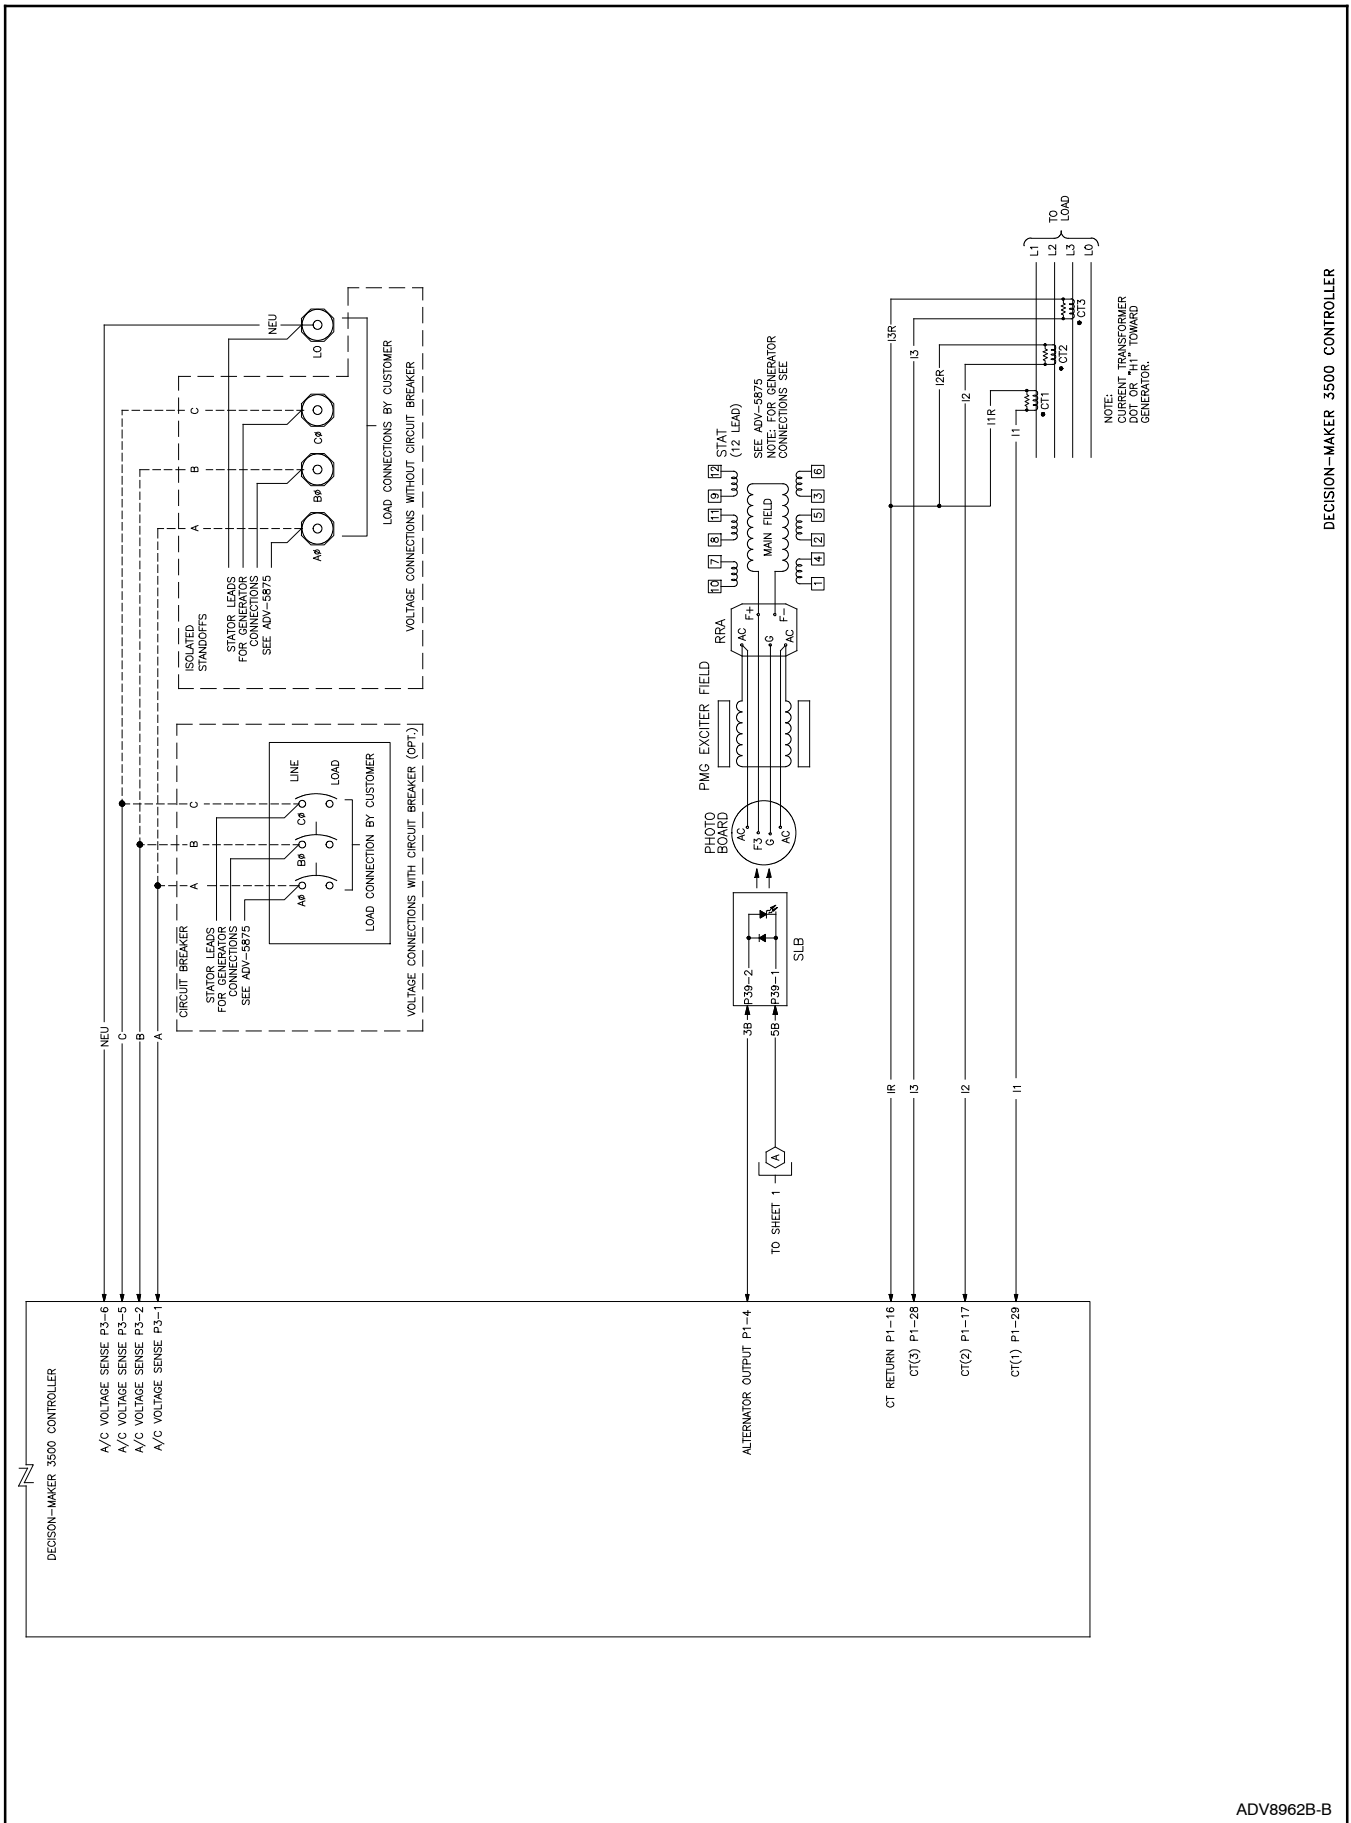 DECISON-MAKER 3500 CONTROLLER
A/C VOLTAGE SENSE P3-6
A/C VOLTAGE SENSE P3-5
A/C VOLTAGE SENSE P3-2
A/C VOLTAGE SENSE P3-1
ALTERNATOR OUTPUT P1-4
CT RETURN P1-16
CT(3) P1-28
CT(2) P1-17
CT(1) P1-29
NEU
C
B
A
CIRCUIT BREAKER
STATOR LEADS
FOR GENERATOR
CONNECTIONS
SEE ADV-5875
A
B
C
AØ
BØ
CØ
LINE
LOAD
LOAD CONNECTION BY CUSTOMER
VOLTAGE CONNECTIONS WITH CIRCUIT BREAKER (OPT.)
ISOLATED
STANDOFFS
STATOR LEADS
FOR GENERATOR
CONNECTIONS
SEE ADV-5875
A
B
C
NEU
AØ
BØ
CØ
LO
LOAD CONNECTIONS BY CUSTOMER
VOLTAGE CONNECTIONS WITHOUT CIRCUIT BREAKER
TO SHEET 1
A
3B
5B
P39-2
P39-1
SLB
PHOTO
BOARD
AC
F3
G
AC
PMG EXCITER FIELD
RRA
AC
F+
G
F-
AC
MAIN FIELD
10
7
8
11
9
12
1
4
2
5
3
6
STAT
(12 LEAD)
SEE ADV-5875
NOTE: FOR GENERATOR
CONNECTIONS SEE
IR
I3
I2
I1
I3R
I3
I2R
I2
I1R
I1
CT1
CT2
CT3
L1
L2
L3
L0
TO
LOAD
NOTE:
CURRENT TRANSFORMER
DOT OR "H1" TOWARD
GENERATOR.
DECISION-MAKER 3500 CONTROLLER
ADV8962B-B